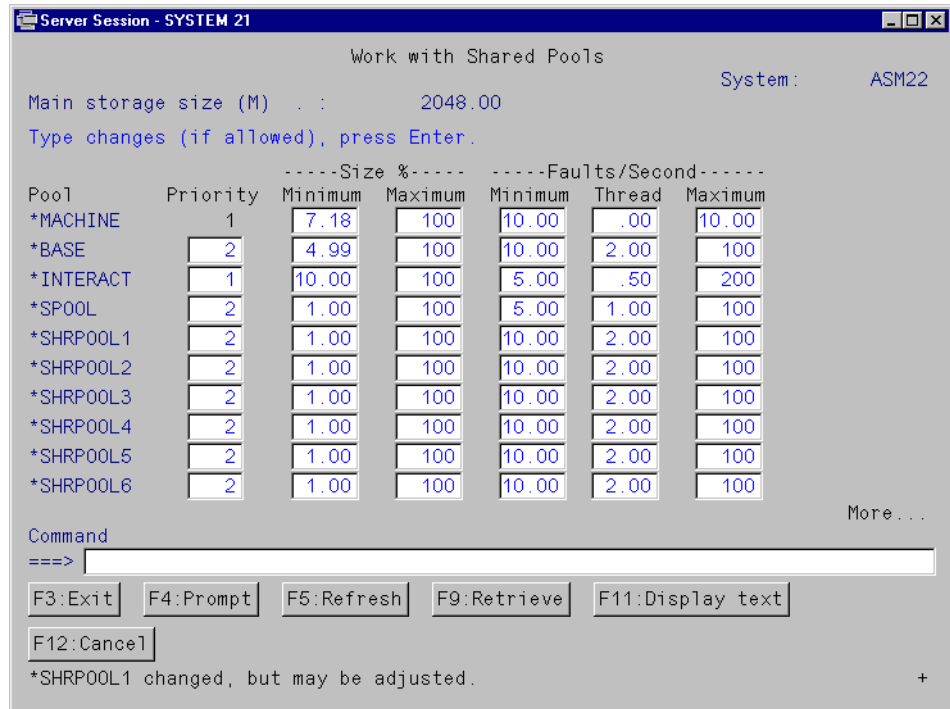 Server Session - SYSTEM 21
Work with Shared Pools
System: ASM22
Main storage size (M) . : 2048.00
Type changes (if allowed), press Enter.
-----Size %----- -----Faults/Second------
Pool Priority Minimum Maximum Minimum Thread Maximum
*MACHINE 1 7.18 100 10.00 .00 10.00
*BASE 2 4.99 100 10.00 2.00 100
*INTERACT 1 10.00 100 5.00 .50 200
*SPOOL 2 1.00 100 5.00 1.00 100
*SHRPOOL1 2 1.00 100 10.00 2.00 100
*SHRPOOL2 2 1.00 100 10.00 2.00 100
*SHRPOOL3 2 1.00 100 10.00 2.00 100
*SHRPOOL4 2 1.00 100 10.00 2.00 100
*SHRPOOL5 2 1.00 100 10.00 2.00 100
*SHRPOOL6 2 1.00 100 10.00 2.00 100
More...
Command
===>
F3:Exit F4:Prompt F5:Refresh F9:Retrieve F11:Display text
F12:Cancel
*SHRPOOL1 changed, but may be adjusted. +